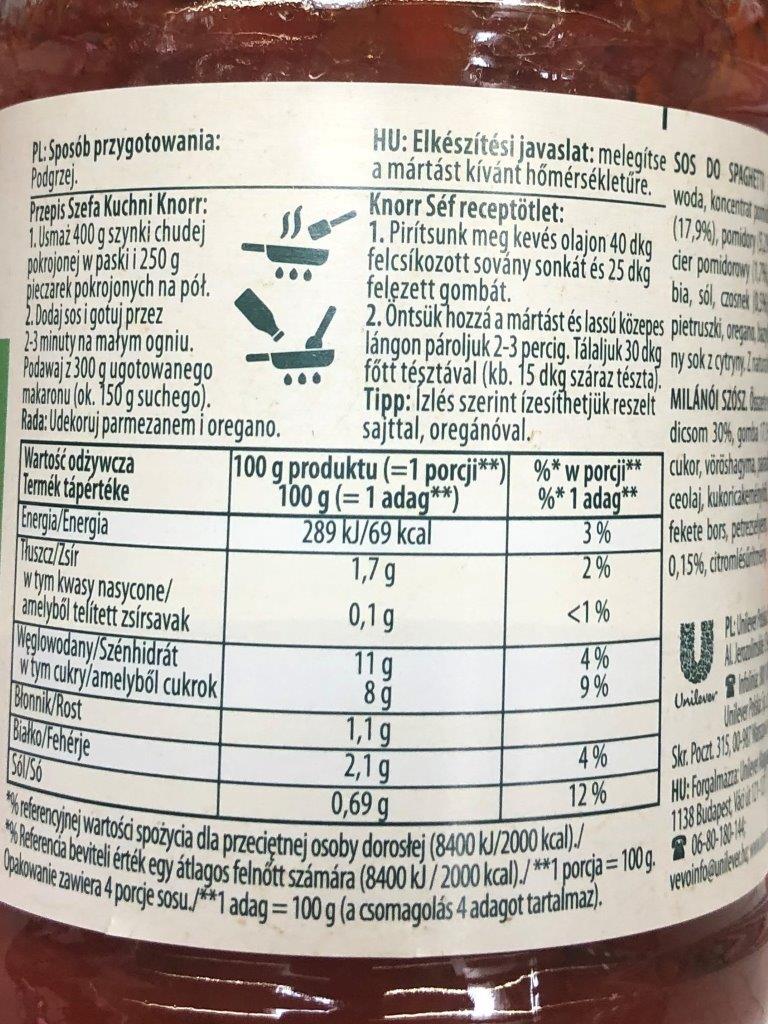 PL: Sposób przygotowania:
Podgrzej.
Przepis Szefa Kuchni Knorr:
1. Usmaż 400 g szynki chudej
pokrojonej w paski i 250 g
pieczarek pokrojonych na pół.
2. Dodaj sos i gotuj przez
2-3 minuty na małym ogniu.
Podawaj z 300 g ugotowanego
makaronu (ok. 150 g suchego).
Rada: Udekoruj parmezanem i oregano.
HU: Elkészítési javaslat: melegítse
a mártást kívánt hőmérsékletűre.
Knorr Séf receptötlet:
1. Pirítsunk meg kevés olajon 40 dkg
felcsíkozott sovány sonkát és 25 dkg
felezett gombát.
2. Öntsük hozzá a mártást és lassú közepes
lángon pároljuk 2-3 percig. Tálaljuk 30 dkg
főtt tésztával (kb. 15 dkg száraz tészta).
Tipp: Ízlés szerint ízesíthetjük reszelt
sajttal, oregánóval.
Wartość odżywcza 100 g produktu (=1 porcji**) %* w porcji**
Termék tápértéke 100 g (= 1 adag**) %* 1 adag**
Energia/Energia 289 kJ/69 kcal 3 %
Tłuszcz/Zsír 1,7 g 2 %
w tym kwasy nasycone/
amelyből telített zsírsavak 0,1 g <1 %
Węglowodany/Szénhidrát 11 g 4 %
w tym cukry/amelyből cukrok 8 g 9 %
Błonnik/Rost 1,1 g
Białko/Fehérje 2,1 g 4 %
Sól/Só 0,69 g 12 %
*% referencyjnej wartości spożycia dla przeciętnej osoby dorosłej (8400 kJ/2000 kcal)./
*% Referencia beviteli érték egy átlagos felnőtt számára (8400 kJ / 2000 kcal)./ **1 porcja = 100 g.
Opakowanie zawiera 4 porcje sosu./**1 adag = 100 g (a csomagolás 4 adagot tartalmaz).
SOS DO SPAGHETTI
woda, koncentrat
(17,9%), pomidory
cier pomidorowy
bia, sól, czosnek
pietruszki, oregano,
ny sok z cytryny,
MILÁNÓI SZÓSZ.
dicsom 30%, gomba
cukor, vöröshagyma,
ceolaj,
fekete bors,
0,15%,
Unilever
PL: Unilever
Al.
Unilever Polska
Skr. Poczt. 315,
HU: Forgalmazza: Unilever
1138 Budapest, Váci út
06-80-180-144;
vevoinfo@unilever.hu,